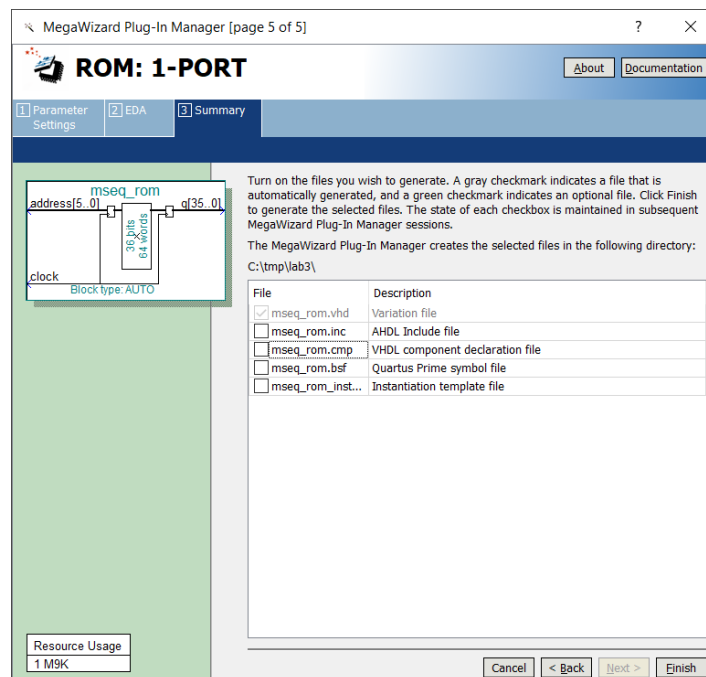 MegaWizard Plug-In Manager [page 5 of 5]
?
ROM: 1-PORT
About
Documentation
1 Parameter
Settings
2 EDA
3 Summary
mseq_rom
address[5..0]
q[35..0]
36 bits
64 words
clock
Block type: AUTO
Turn on the files you wish to generate. A gray checkmark indicates a file that is
automatically generated, and a green checkmark indicates an optional file. Click Finish
to generate the selected files. The state of each checkbox is maintained in subsequent
MegaWizard Plug-In Manager sessions.
The MegaWizard Plug-In Manager creates the selected files in the following directory:
C:\tmp\lab3\
File Description
mseq_rom.vhd Variation file
mseq_rom.inc AHDL Include file
mseq_rom.cmp VHDL component declaration file
mseq_rom.bsf Quartus Prime symbol file
mseq_rom_inst... Instantiation template file
Resource Usage
1 M9K
Cancel
< Back
Next >
Finish